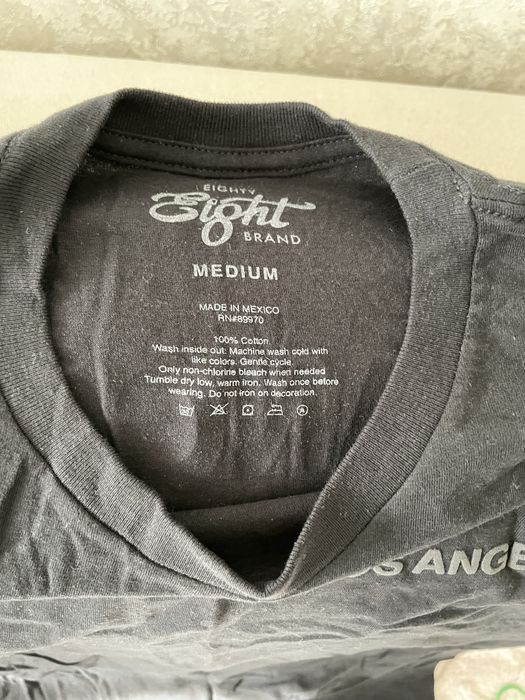 EIGHTY
Eight
BRAND
MEDIUM
MADE IN MEXICO
RN#89970
100% Cotton.
Wash inside out. Machine wash cold with
like colors. Gentle cycle.
Only non-chlorine bleach when needed
Tumble dry low, warm iron. Wash once before
wearing. Do not iron on decoration.
S ANGE